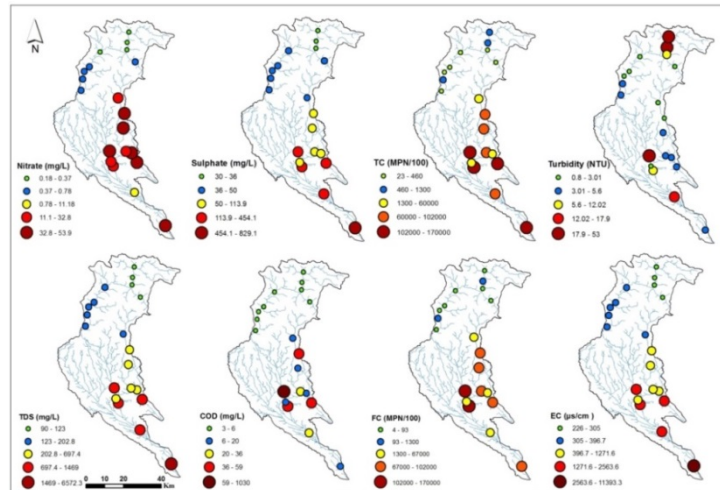 N
Nitrate (mg/L)
0.18 - 0.37
0.37 - 0.78
0.78 - 11.18
11.1 - 32.8
32.8 - 53.9
Sulphate (mg/L)
30 - 36
36 - 50
50 - 113.9
113.9 - 454.1
454.1 - 829.1
TC (MPN/100)
23 - 460
460 - 1300
1300 - 60000
60000 - 102000
102000 - 170000
Turbidity (NTU)
0.8 - 3.01
3.01 - 5.6
5.6 - 12.02
12.02 - 17.9
17.9 - 53
TDS (mg/L)
90 - 123
123 - 202.8
202.8 - 697.4
697.4 - 1469
1469 - 6572.3
0 10 20 40
Km
COD (mg/L)
3 - 6
6 - 20
20 - 36
36 - 59
59 - 1030
FC (MPN/100)
4 - 93
93 - 1300
1300 - 67000
67000 - 102000
102000 - 170000
EC (µs/cm )
226 - 305
305 - 396.7
396.7 - 1271.6
1271.6 - 2563.6
2563.6 - 11393.3